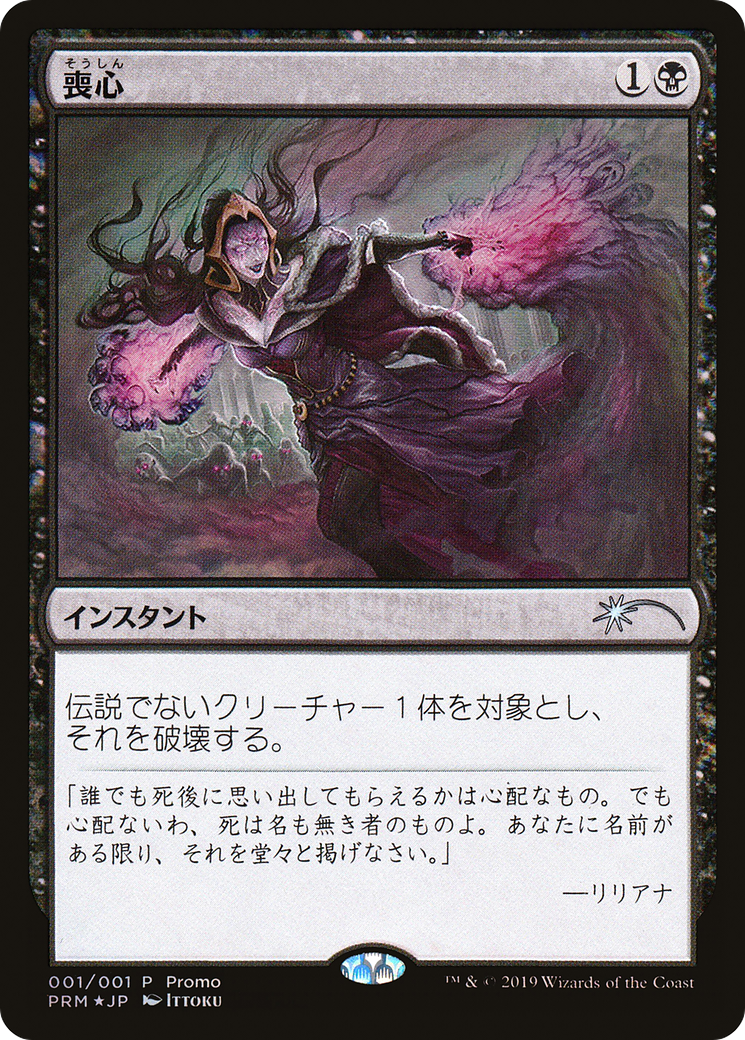 そうしん
喪心 1
インスタント
伝説でないクリーチャー1体を対象とし、
それを破壊する。
「誰でも死後に思い出してもらえるかは心配なもの。でも
心配ないわ、死は名も無き者のものよ。あなたに名前が
ある限り、それを堂々と掲げなさい。」
—リリアナ
001/001 P Promo
PRM★JP ITTOKU
™ & © 2019 Wizards of the Coast